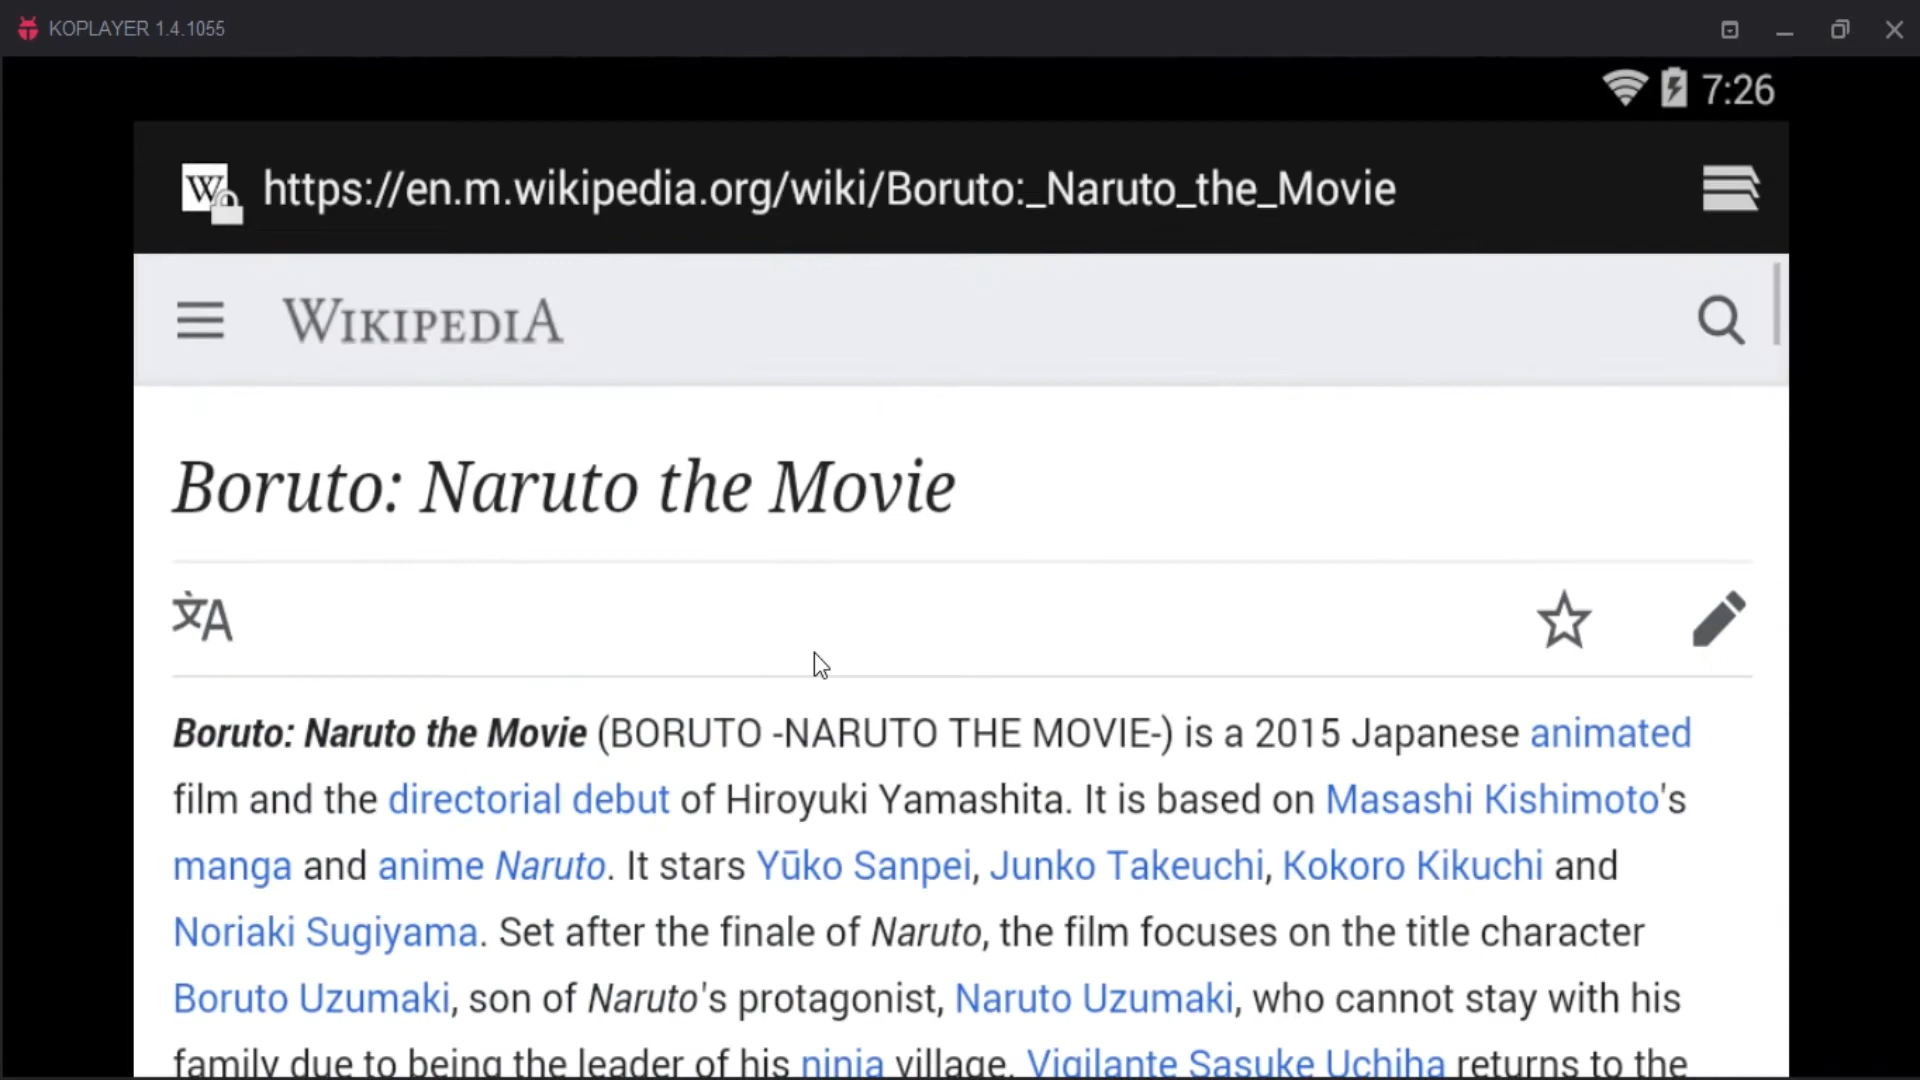 KOPLAYER 1.4.1055
7:26
https://en.m.wikipedia.org/wiki/Boruto:_Naruto_the_Movie
WIKIPEDIA
Boruto: Naruto the Movie
文A
Boruto: Naruto the Movie (BORUTO -NARUTO THE MOVIE-) is a 2015 Japanese animated
film and the directorial debut of Hiroyuki Yamashita. It is based on Masashi Kishimoto's
manga and anime Naruto. It stars Yūko Sanpei, Junko Takeuchi, Kokoro Kikuchi and
Noriaki Sugiyama. Set after the finale of Naruto, the film focuses on the title character
Boruto Uzumaki, son of Naruto's protagonist, Naruto Uzumaki, who cannot stay with his
family due to being the leader of his ninja village. Vigilante Sasuke Uchiha returns to the